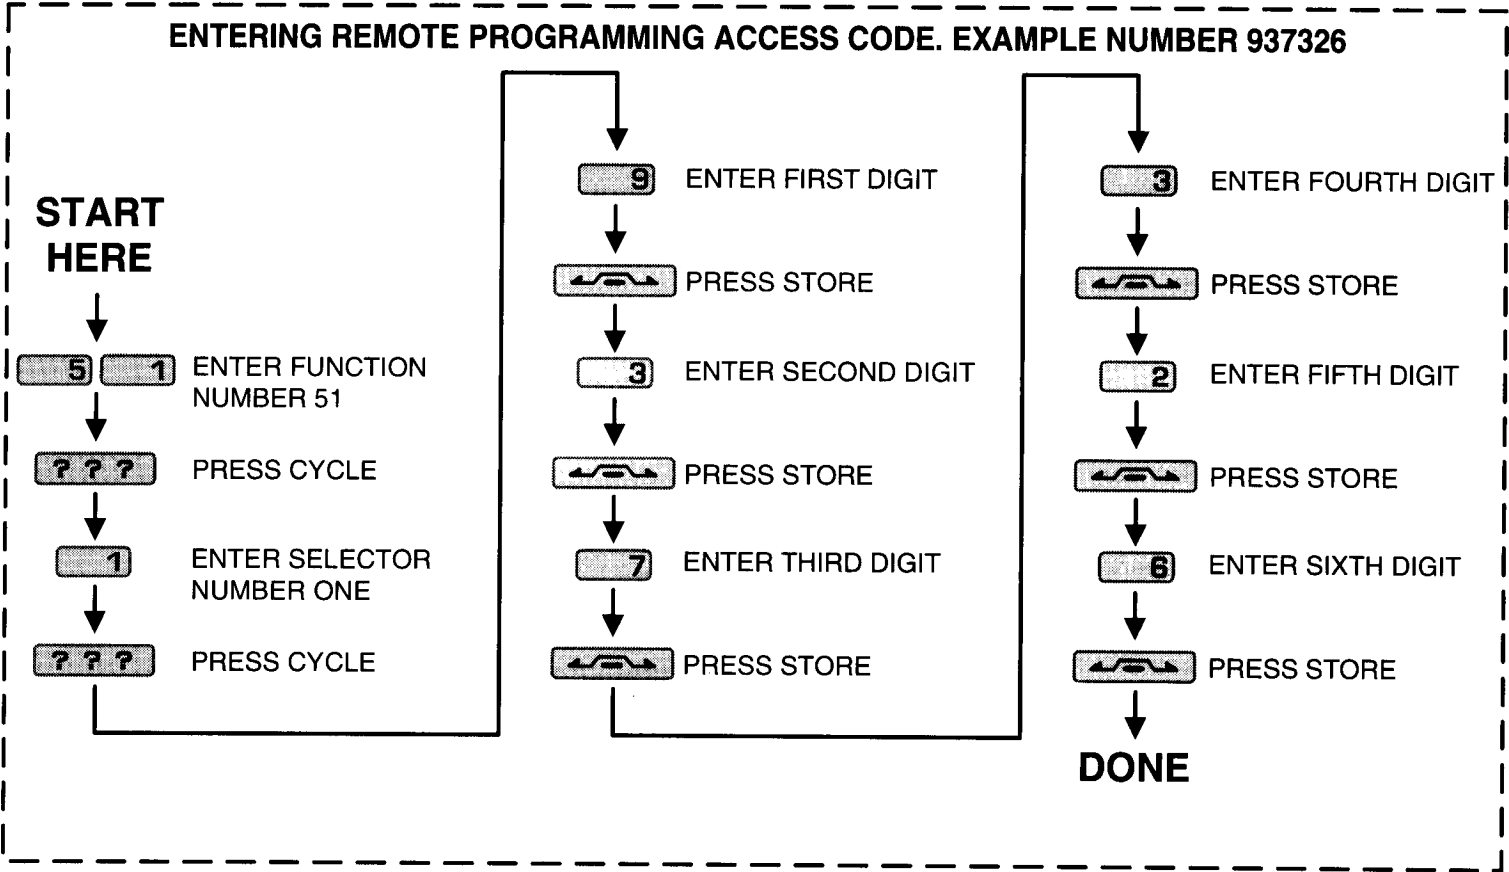 ENTERING REMOTE PROGRAMMING ACCESS CODE. EXAMPLE NUMBER 937326
START
HERE
5 1 ENTER FUNCTION
NUMBER 51
? ? ? PRESS CYCLE
1 ENTER SELECTOR
NUMBER ONE
? ? ? PRESS CYCLE
9 ENTER FIRST DIGIT
PRESS STORE
3 ENTER SECOND DIGIT
PRESS STORE
7 ENTER THIRD DIGIT
PRESS STORE
3 ENTER FOURTH DIGIT
PRESS STORE
2 ENTER FIFTH DIGIT
PRESS STORE
6 ENTER SIXTH DIGIT
PRESS STORE
DONE